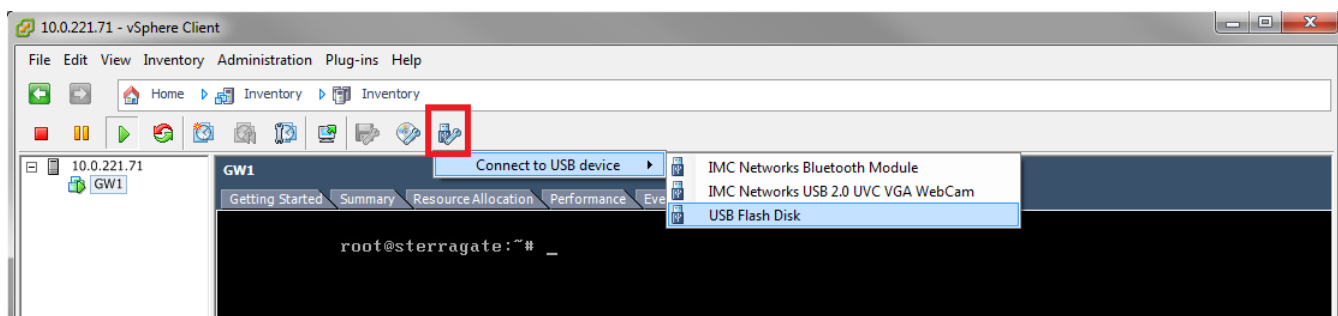 10.0.221.71 - vSphere Client
File Edit View Inventory Administration Plug-ins Help
Home Inventory Inventory
10.0.221.71
GW1
GW1
Connect to USB device
IMC Networks Bluetooth Module
IMC Networks USB 2.0 UVC VGA WebCam
USB Flash Disk
Getting Started Summary Resource Allocation Performance Eve
root@sterragate:~# _